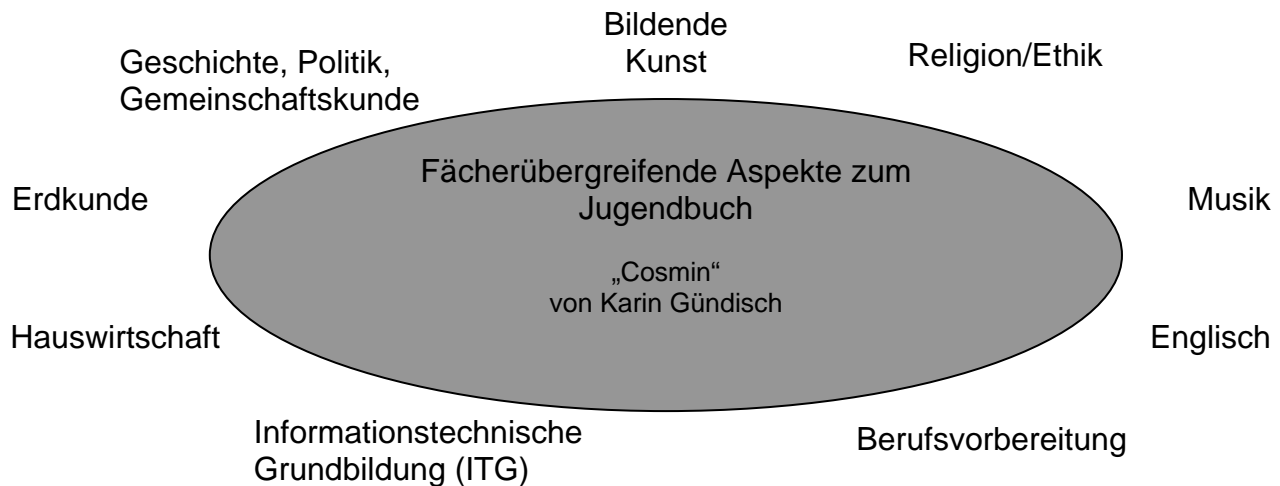 Bildende
Kunst
Religion/Ethik
Geschichte, Politik,
Gemeinschaftskunde
Fächerübergreifende Aspekte zum
Jugendbuch
Erdkunde
Musik
„Cosmin“
von Karin Gündisch
Hauswirtschaft
Englisch
Informationstechnische
Grundbildung (ITG)
Berufsvorbereitung